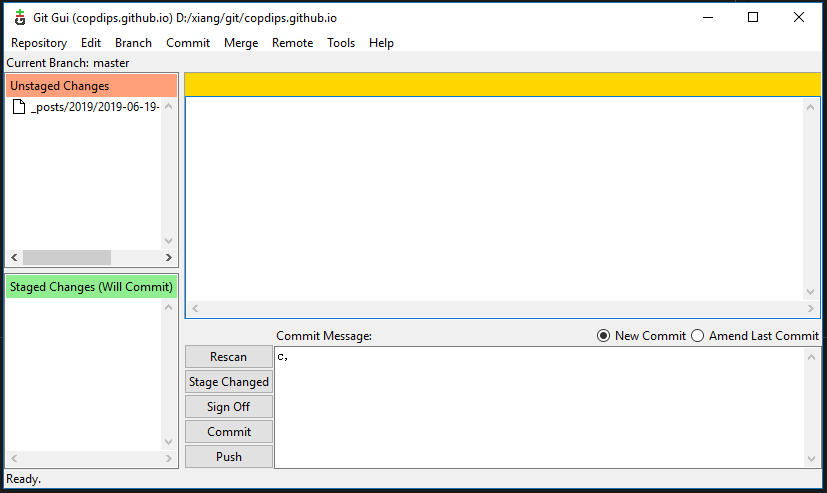 Git Gui (copdips.github.io) D:/xiang/git/copdips.github.io
Repository Edit Branch Commit Merge Remote Tools Help
Current Branch: master
Unstaged Changes
_posts/2019/2019-06-19-
Staged Changes (Will Commit)
Commit Message: New Commit Amend Last Commit
Rescan
Stage Changed
Sign Off
Commit
Push
c,
Ready.